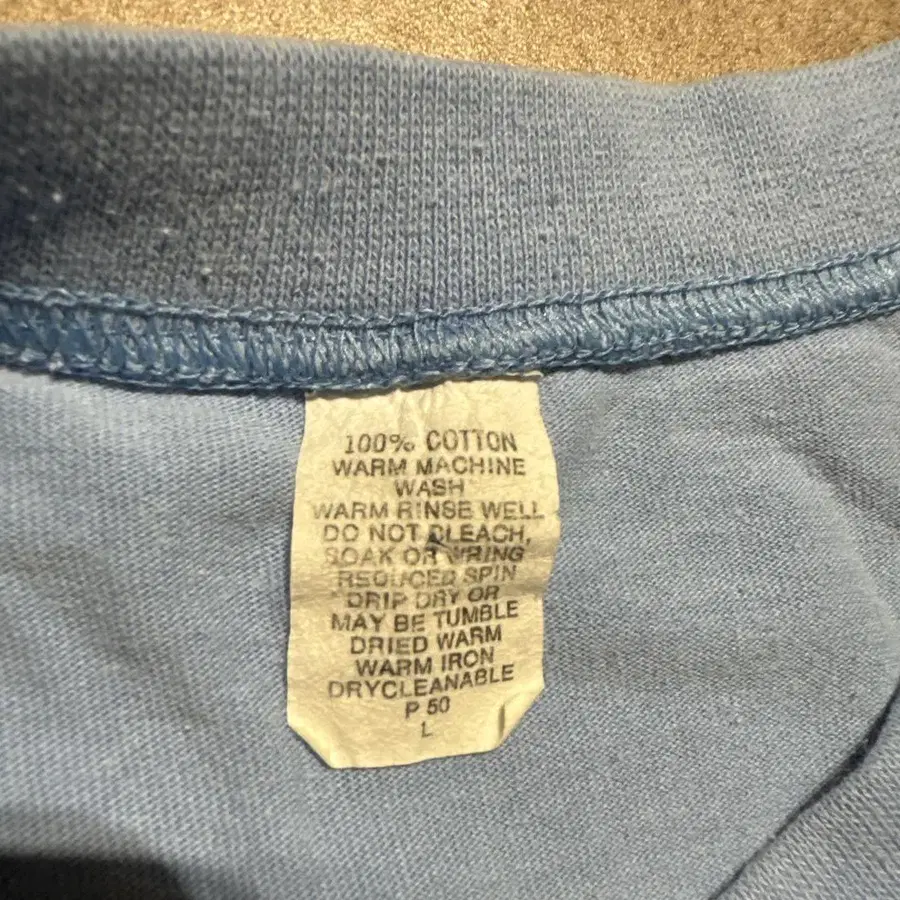 100% COTTON
WARM MACHINE
WASH
WARM RINSE WELL
DO NOT BLEACH,
SOAK OR WRING
REDUCED SPIN
DRIP DRY OR
MAY BE TUMBLE
DRIED WARM
WARM IRON
DRYCLEANABLE
P 50
L